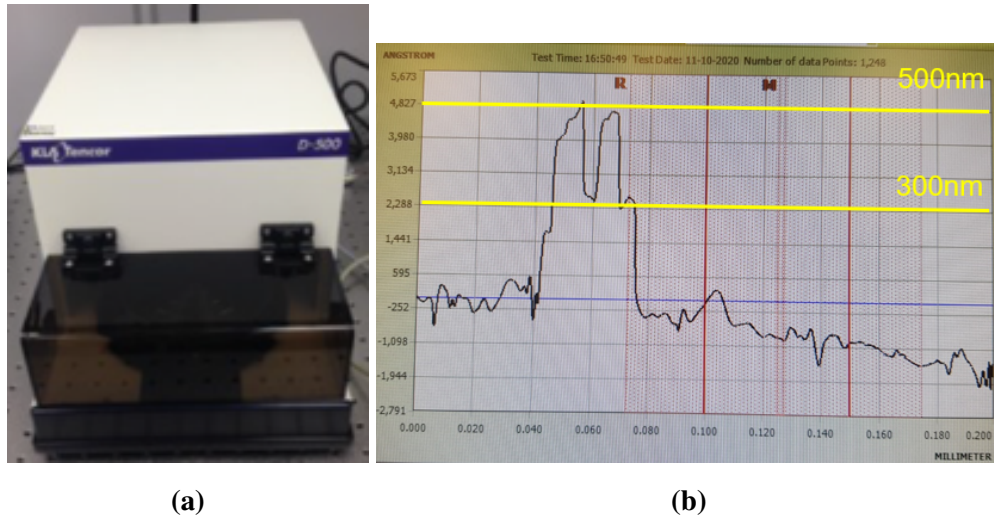 KLA Tencor
D-500
ANGSTROM
Test Time: 16:50:49 Test Date: 11-10-2020 Number of data Points: 1,248
5,673
R
M
500nm
4,827
3,980
3,134
300nm
2,288
1,441
595
-252
-1,098
-1,944
-2,791
0.000 0.020 0.040 0.060 0.080 0.100 0.120 0.140 0.160 0.180 0.200
MILLIMETER
(a)
(b)